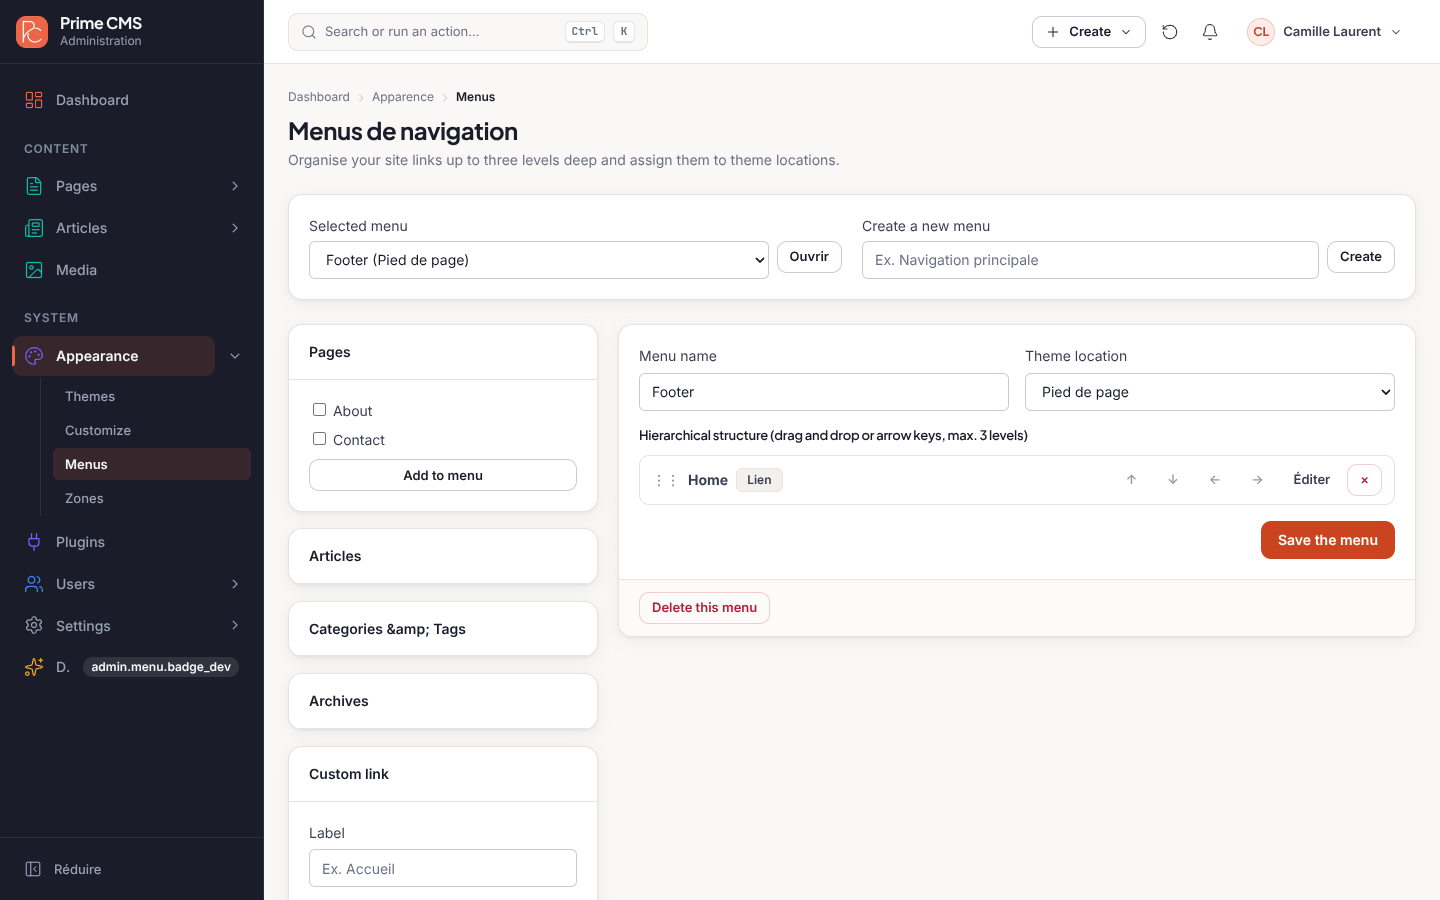 Prime CMS
Administration
Search or run an action...
Ctrl K
Create
CL Camille Laurent
Dashboard
CONTENT
Pages
Articles
Media
SYSTEM
Appearance
Themes
Customize
Menus
Zones
Plugins
Users
Settings
D. admin.menu.badge_dev
Réduire
Dashboard Apparence Menus
Menus de navigation
Organise your site links up to three levels deep and assign them to theme locations.
Selected menu
Footer (Pied de page)
Ouvrir
Create a new menu
Ex. Navigation principale
Create
Pages
About
Contact
Add to menu
Articles
Categories &amp; Tags
Archives
Custom link
Label
Ex. Accueil
Menu name
Footer
Theme location
Pied de page
Hierarchical structure (drag and drop or arrow keys, max. 3 levels)
Home Lien ↑ ↓ ← → Éditer ×
Save the menu
Delete this menu